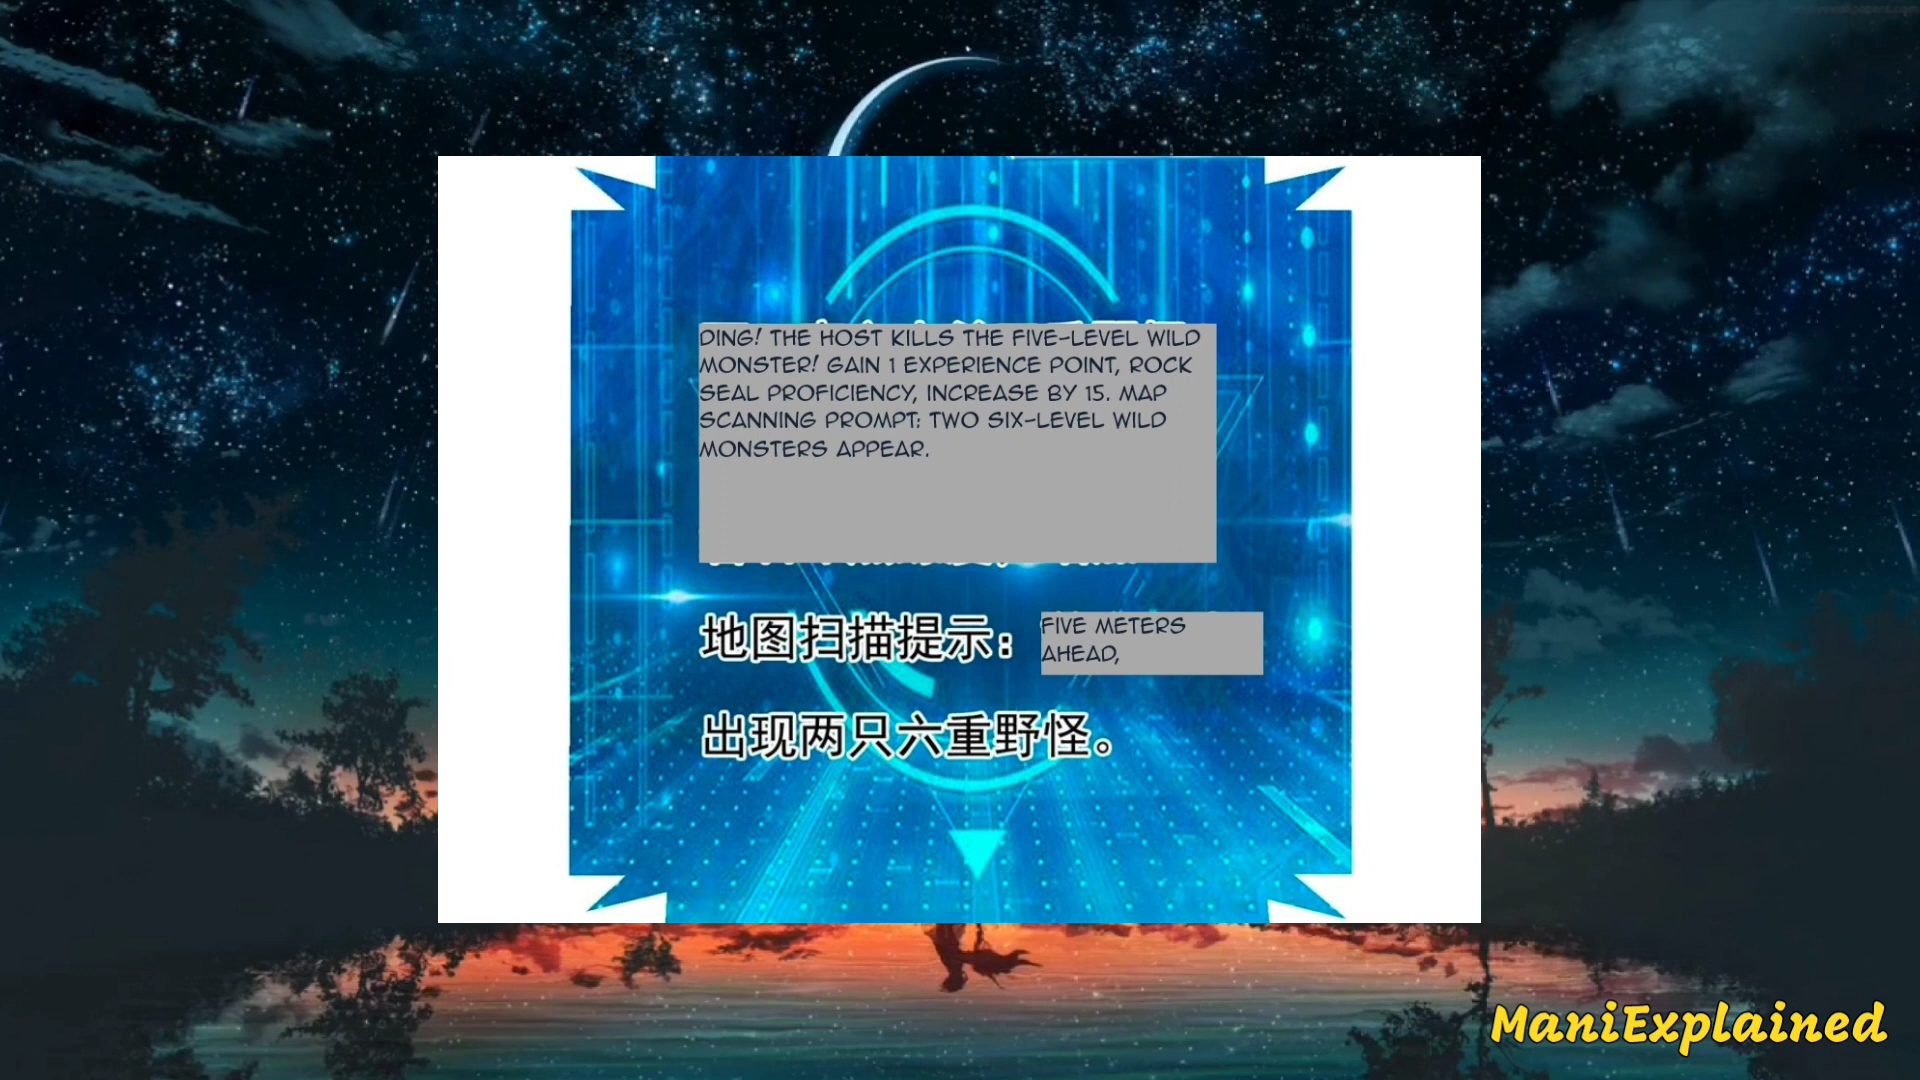 DING! THE HOST KILLS THE FIVE-LEVEL WILD
MONSTER! GAIN 1 EXPERIENCE POINT, ROCK
SEAL PROFICIENCY, INCREASE BY 15. MAP
SCANNING PROMPT: TWO SIX-LEVEL WILD
MONSTERS APPEAR.
地图扫描提示:
FIVE METERS
AHEAD,
出现两只六重野怪。
ManiExplained